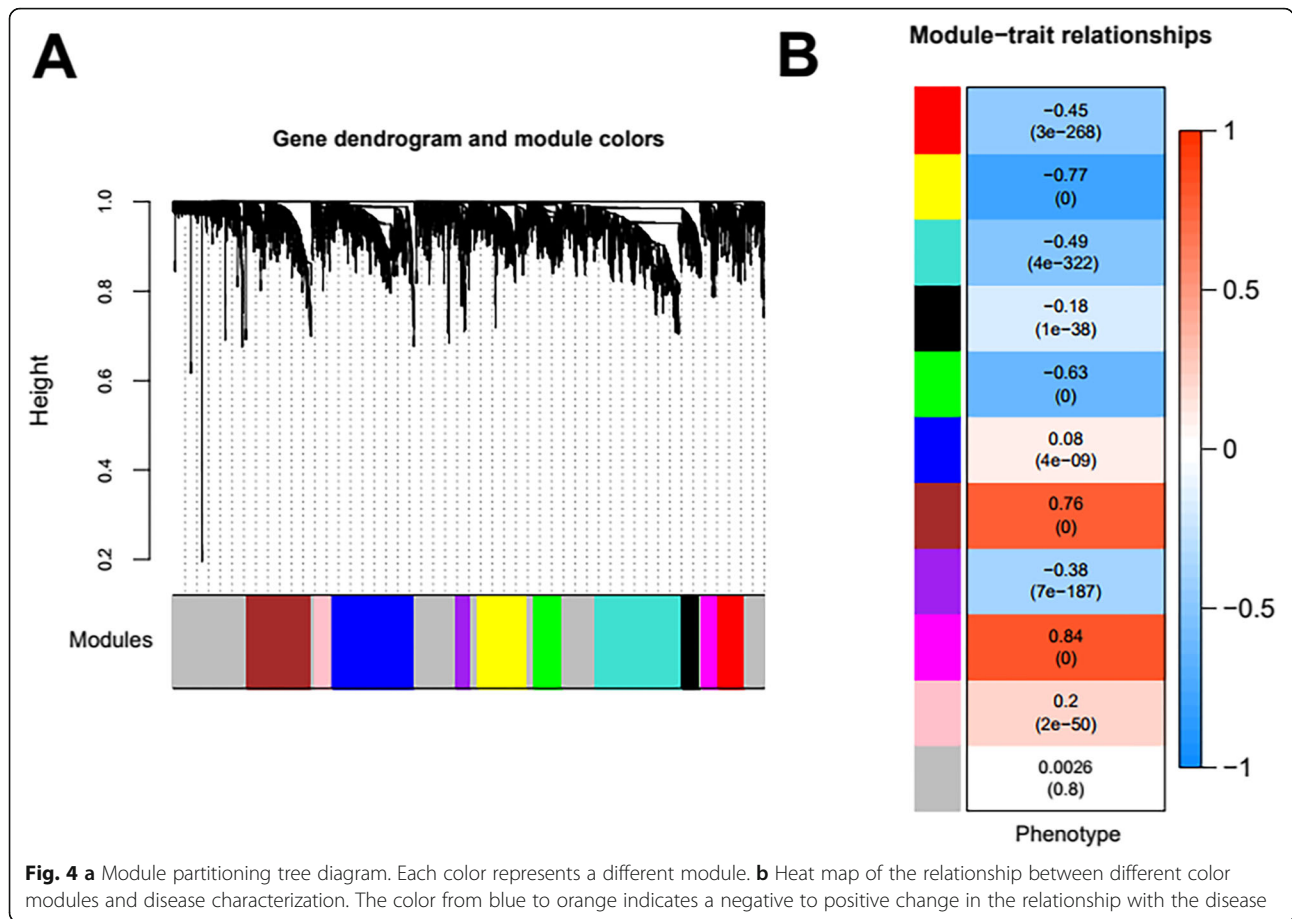 A
Gene dendrogram and module colors
Height
1.0
0.8
0.6
0.4
0.2
Modules
B
Module−trait relationships
−0.45
(3e−268)
−0.77
(0)
−0.49
(4e−322)
−0.18
(1e−38)
−0.63
(0)
0.08
(4e−09)
0.76
(0)
−0.38
(7e−187)
0.84
(0)
0.2
(2e−50)
0.0026
(0.8)
Phenotype
1
0.5
0
−0.5
−1
Fig. 4 a Module partitioning tree diagram. Each color represents a different module. b Heat map of the relationship between different color
modules and disease characterization. The color from blue to orange indicates a negative to positive change in the relationship with the disease